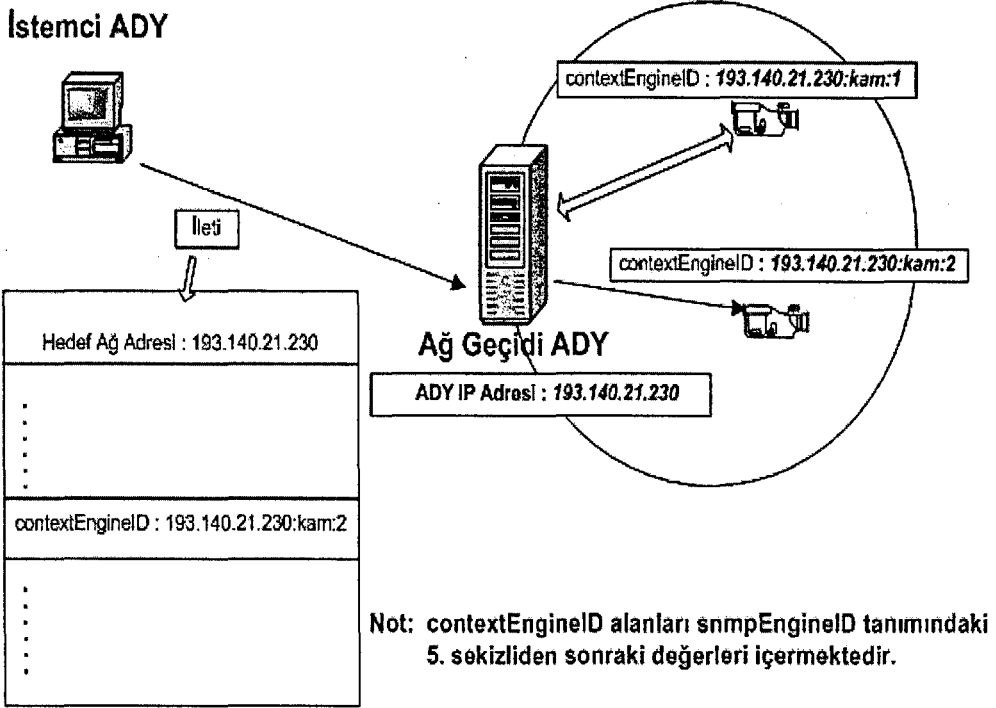 İstemci ADY
contextEngineID : 193.140.21.230:kam:1
İleti
contextEngineID : 193.140.21.230:kam:2
Hedef Ağ Adresi : 193.140.21.230
Ağ Geçidi ADY
ADY IP Adresi : 193.140.21.230
contextEngineID : 193.140.21.230:kam:2
Not: contextEngineID alanları snmpEngineID tanımındaki
5. sekizliden sonraki değerleri içermektedir.